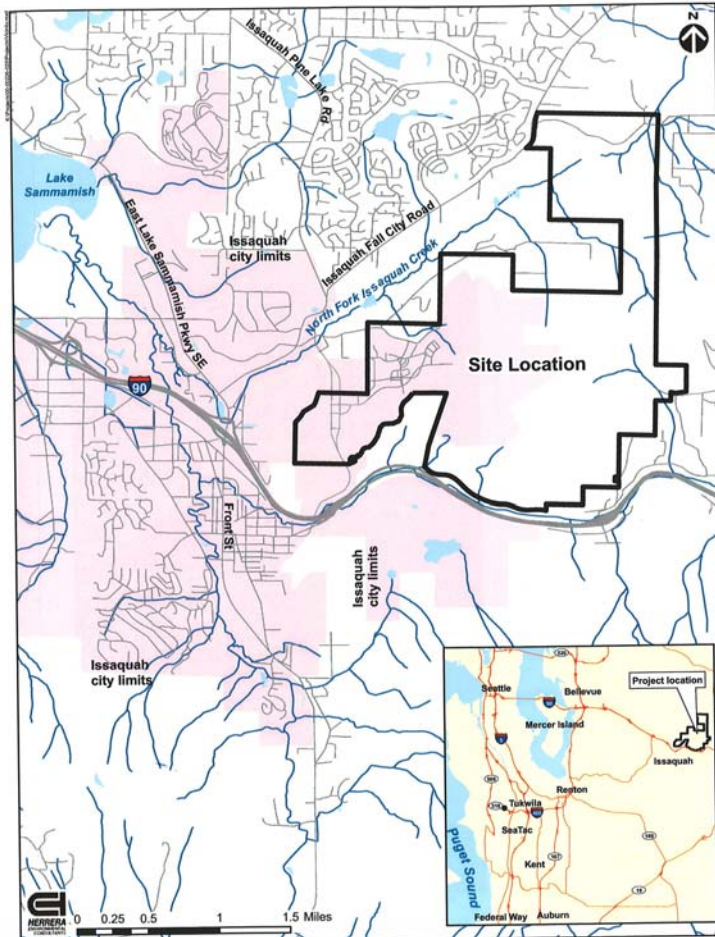 N
Issaquah Pine Lake Rd
Lake
Sammamish
East Lake Sammamish Pkwy SE
Issaquah
city limits
Issaquah Fall City Road
North Fork Issaquah Creek
Site Location
90
Front St
Issaquah
city limits
Issaquah
city limits
Project location
Seattle
Bellevue
Mercer Island
Issaquah
Renton
Tukwila
SeaTac
Kent
Puget Sound
Federal Way
Auburn
HERRERA
ENVIRONMENTAL
CONSULTANTS
0 0.25 0.5 1 1.5 Miles